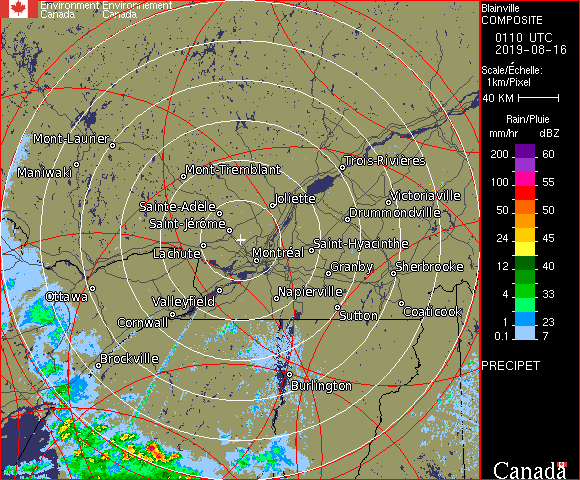 Environment Environnement
Canada Canada
Blainville
COMPOSITE
0110 UTC
2019-08-16
Scale/Échelle:
1km/Pixel
40 KM
Rain/Pluie
mm/hr dBZ
200 60
100 55
50 50
24 45
12 40
4 33
1 23
0.1 7
PRECIPET
Canada
Mont-Laurier
Maniwaki
Mont-Tremblant
Trois-Rivières
Joliette
Victoriaville
Sainte-Adèle
Drummondville
Saint-Jérôme
Lachute
Montréal
Saint-Hyacinthe
Granby
Sherbrooke
Ottawa
Valleyfield
Napierville
Cornwall
Sutton
Coaticook
Brockville
Burlington